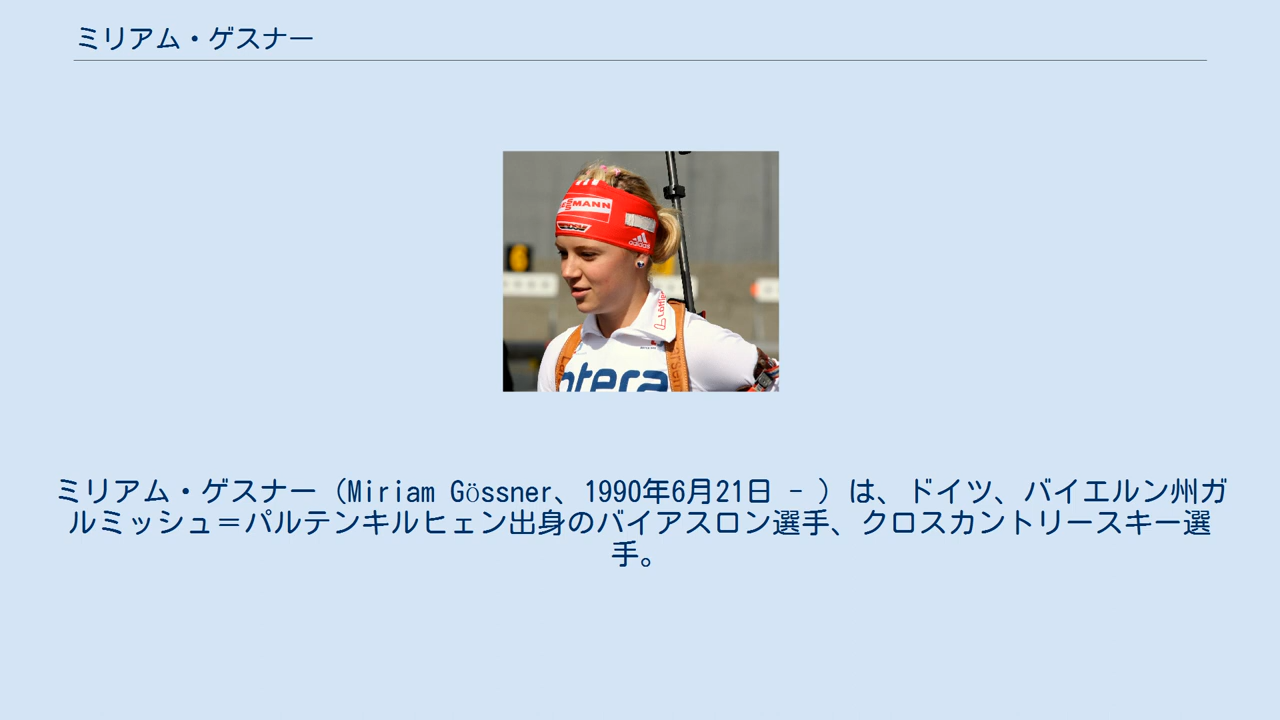 ミリアム・ゲスナー
MANN
adidas
ntera
ミリアム・ゲスナー（Miriam Gössner、1990年6月21日 - ）は、ドイツ、バイエルン州ガ
ルミッシュ＝パルテンキルヒェン出身のバイアスロン選手、クロスカントリースキー選
手。